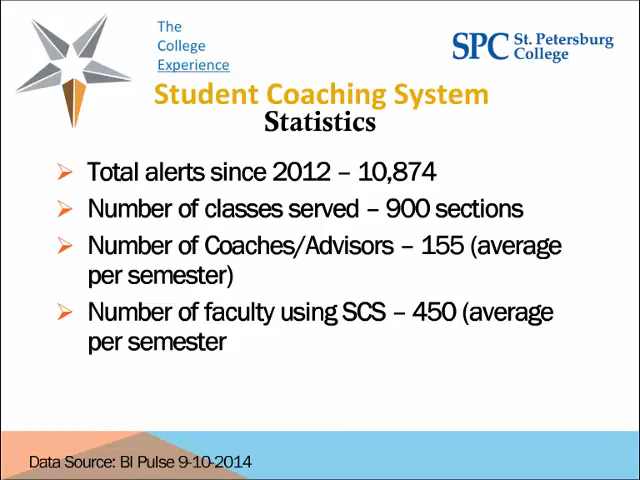 The
College
Experience
SPC St. Petersburg
College
Student Coaching System
Statistics
Total alerts since 2012 – 10,874
Number of classes served – 900 sections
Number of Coaches/Advisors – 155 (average
per semester)
Number of faculty using SCS – 450 (average
per semester
Data Source: BI Pulse 9-10-2014